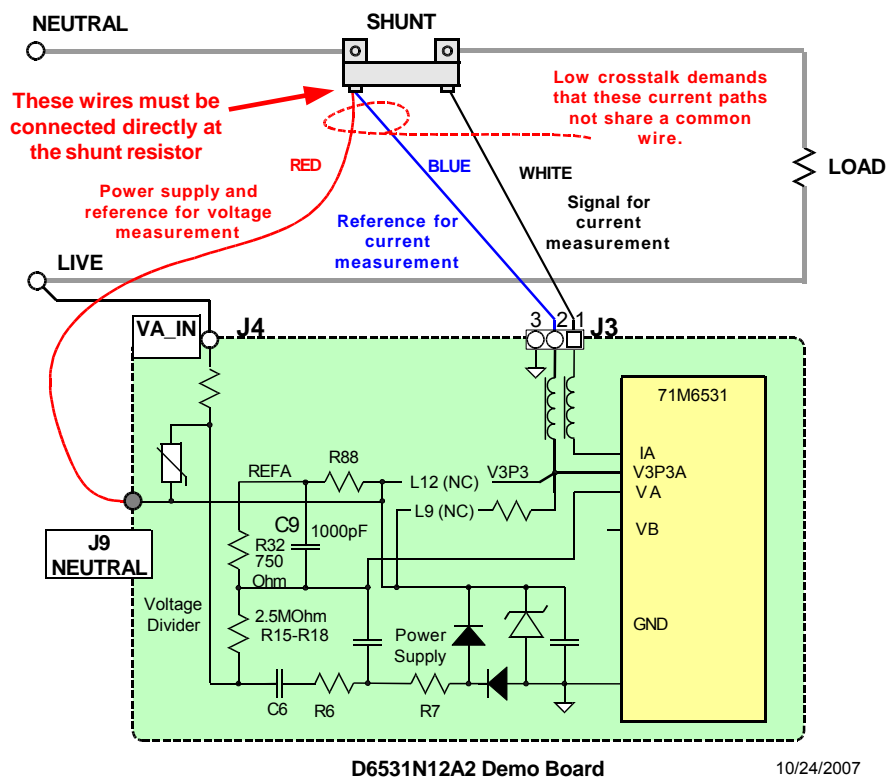 NEUTRAL
SHUNT
These wires must be
connected directly at
the shunt resistor
Low crosstalk demands
that these current paths
not share a common
wire.
RED
BLUE
WHITE
LOAD
Power supply and
reference for voltage
measurement
Reference for
current
measurement
Signal for
current
measurement
LIVE
VA_IN
J4
3 2 1
J3
71M6531
IA
V3P3A
VA
VB
GND
R88
REFA
L12 (NC)
V3P3
L9 (NC)
C9
1000pF
R32
750
Ohm
J9
NEUTRAL
Voltage
Divider
2.5MOhm
R15-R18
Power
Supply
C6
R6
R7
D6531N12A2 Demo Board
10/24/2007